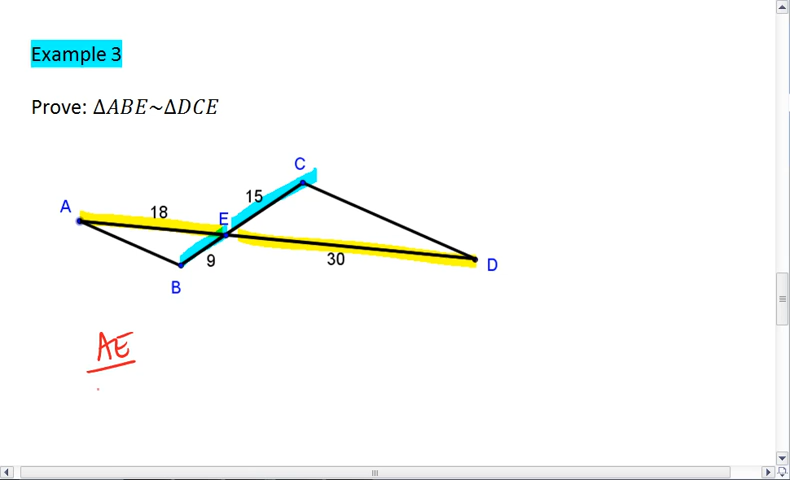 Example 3
Prove: ΔABE~ΔDCE
C
15
A
18
E
9
30
D
B
AE